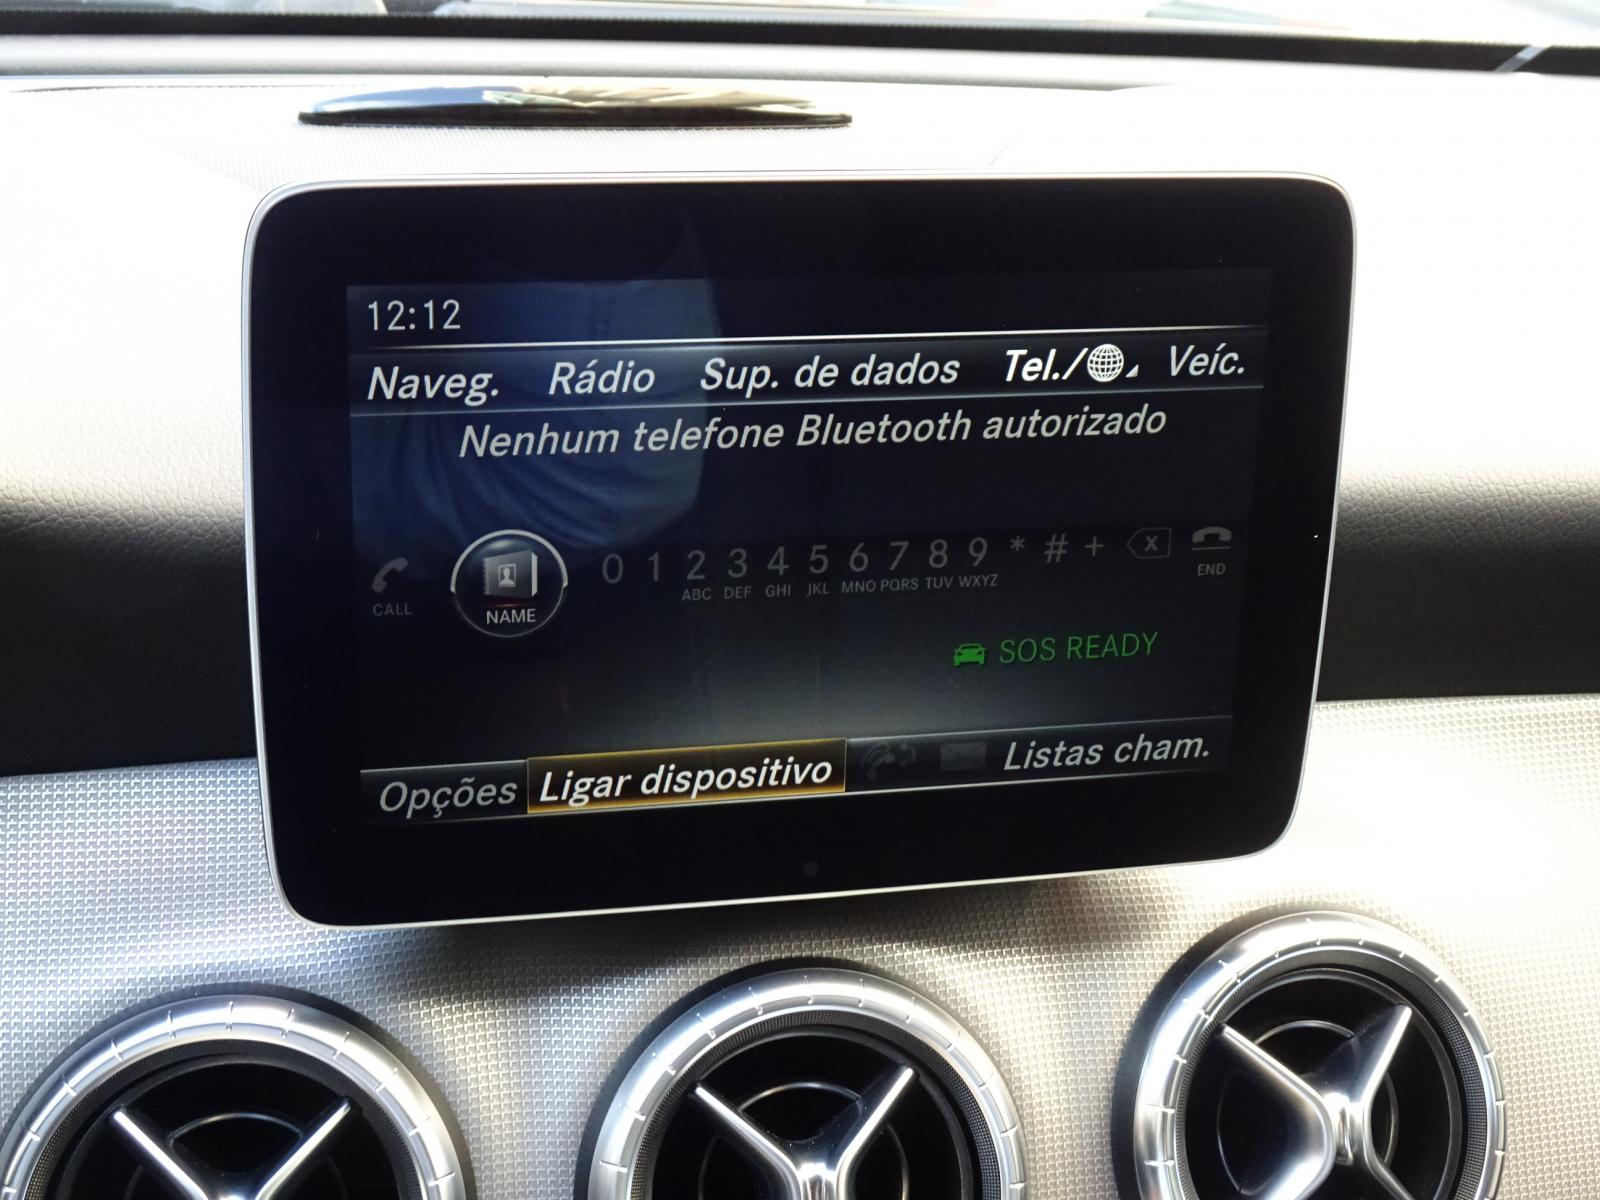 12:12
Naveg. Rádio Sup. de dados Tel./ Veíc.
Nenhum telefone Bluetooth autorizado
0 1 2 3 4 5 6 7 8 9 * # + X
ABC DEF GHI JKL MNO PQRS TUV WXYZ
CALL NAME END
SOS READY
Opções Ligar dispositivo Listas cham.